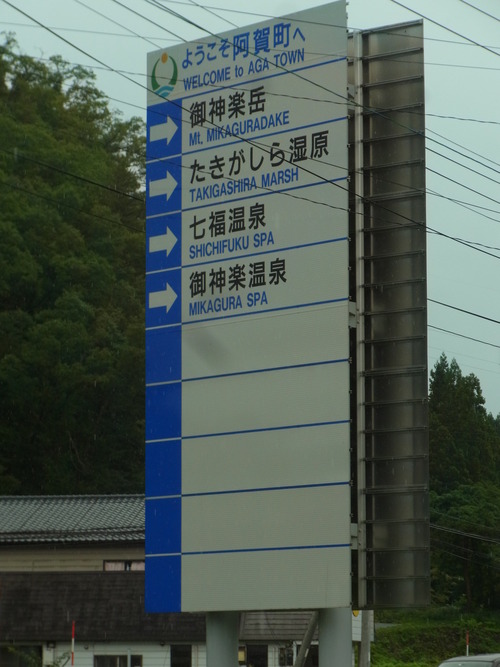 ようこそ阿賀町へ
WELCOME to AGA TOWN
御神楽岳
Mt. MIKAGURADAKE
たきがしら湿原
TAKIGASHIRA MARSH
七福温泉
SHICHIFUKU SPA
御神楽温泉
MIKAGURA SPA